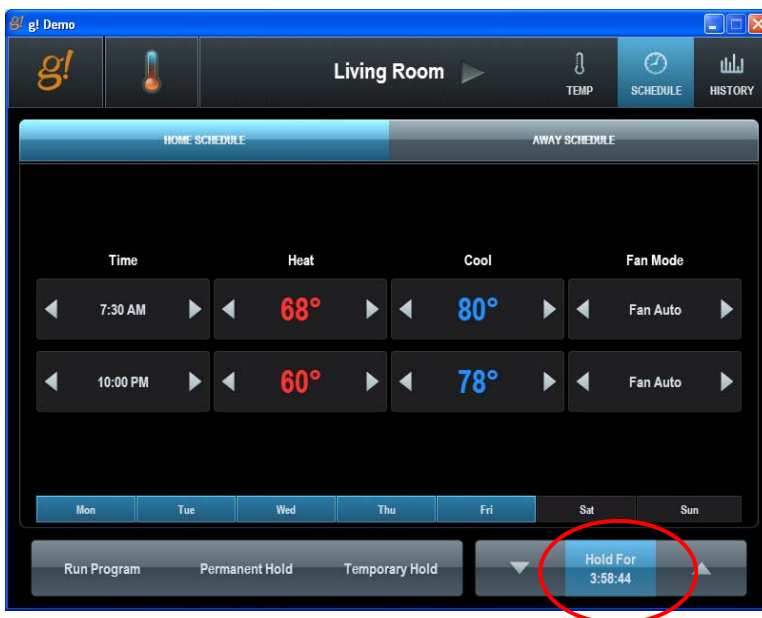 g! g! Demo
g!
Living Room
TEMP
SCHEDULE
HISTORY
HOME SCHEDULE
AWAY SCHEDULE
Time Heat Cool Fan Mode
7:30 AM 68° 80° Fan Auto
10:00 PM 60° 78° Fan Auto
Mon Tue Wed Thu Fri Sat Sun
Run Program Permanent Hold Temporary Hold
Hold For
3:58:44